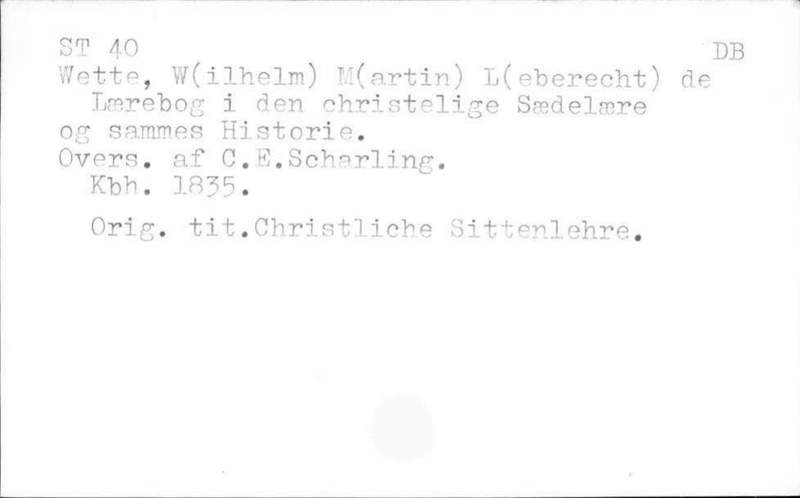 ST 40 DB
Wette, W(ilhelm) M(artin) L(eberecht) de
Lærebog i den christelige Sædelære
og sammes Historie.
Overs. af C.E.Scharling.
Kbh. 1835.
Orig. tit.Christliche Sittenlehre.